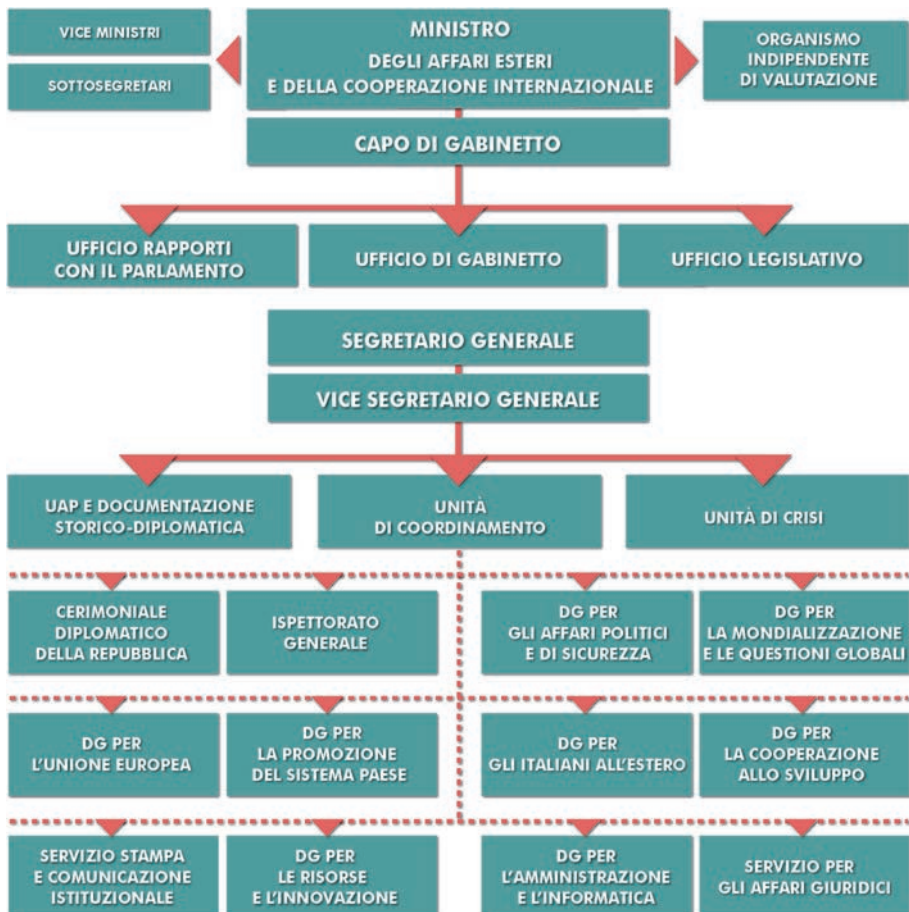 VICE MINISTRI
SOTTOSEGRETARI
MINISTRO
DEGLI AFFARI ESTERI
E DELLA COOPERAZIONE INTERNAZIONALE
ORGANISMO
INDIPENDENTE
DI VALUTAZIONE
CAPO DI GABINETTO
UFFICIO RAPPORTI
CON IL PARLAMENTO
UFFICIO DI GABINETTO
UFFICIO LEGISLATIVO
SEGRETARIO GENERALE
VICE SEGRETARIO GENERALE
UAP E DOCUMENTAZIONE
STORICO-DIPLOMATICA
UNITÀ
DI COORDINAMENTO
UNITÀ DI CRISI
CERIMONIALE
DIPLOMATICO
DELLA REPUBBLICA
ISPETTORATO
GENERALE
DG PER
GLI AFFARI POLITICI
E DI SICUREZZA
DG PER
LA MONDIALIZZAZIONE
E LE QUESTIONI GLOBALI
DG PER
L'UNIONE EUROPEA
DG PER
LA PROMOZIONE
DEL SISTEMA PAESE
DG PER
GLI ITALIANI ALL'ESTERO
DG PER
LA COOPERAZIONE
ALLO SVILUPPO
SERVIZIO STAMPA
E COMUNICAZIONE
ISTITUZIONALE
DG PER
LE RISORSE
E L'INNOVAZIONE
DG PER
L'AMMINISTRAZIONE
E L'INFORMATICA
SERVIZIO PER
GLI AFFARI GIURIDICI